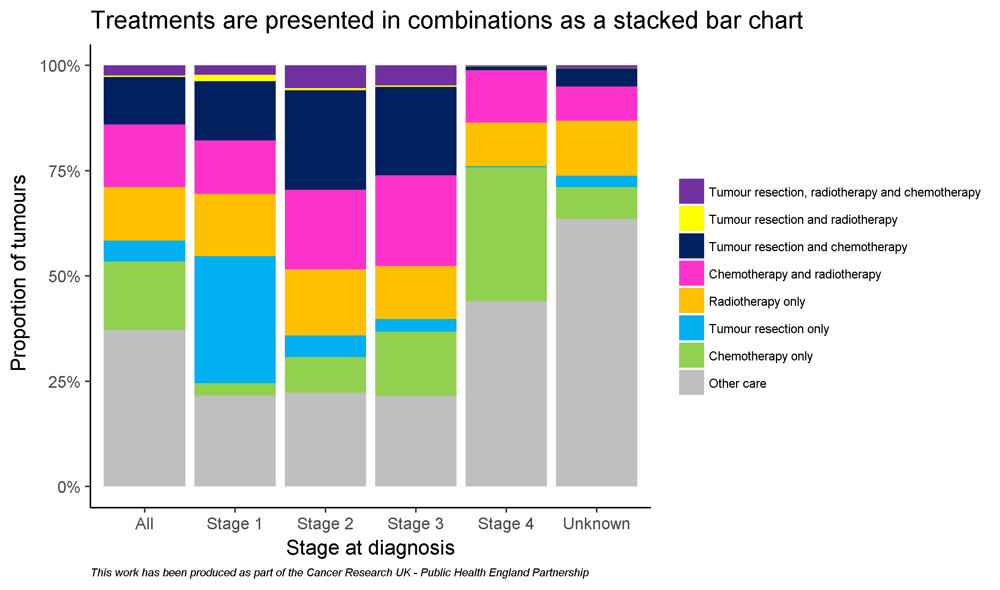 Treatments are presented in combinations as a stacked bar chart
Proportion of tumours
100%
75%
50%
25%
0%
All
Stage 1
Stage 2
Stage 3
Stage 4
Unknown
Stage at diagnosis
Tumour resection, radiotherapy and chemotherapy
Tumour resection and radiotherapy
Tumour resection and chemotherapy
Chemotherapy and radiotherapy
Radiotherapy only
Tumour resection only
Chemotherapy only
Other care
This work has been produced as part of the Cancer Research UK - Public Health England Partnership